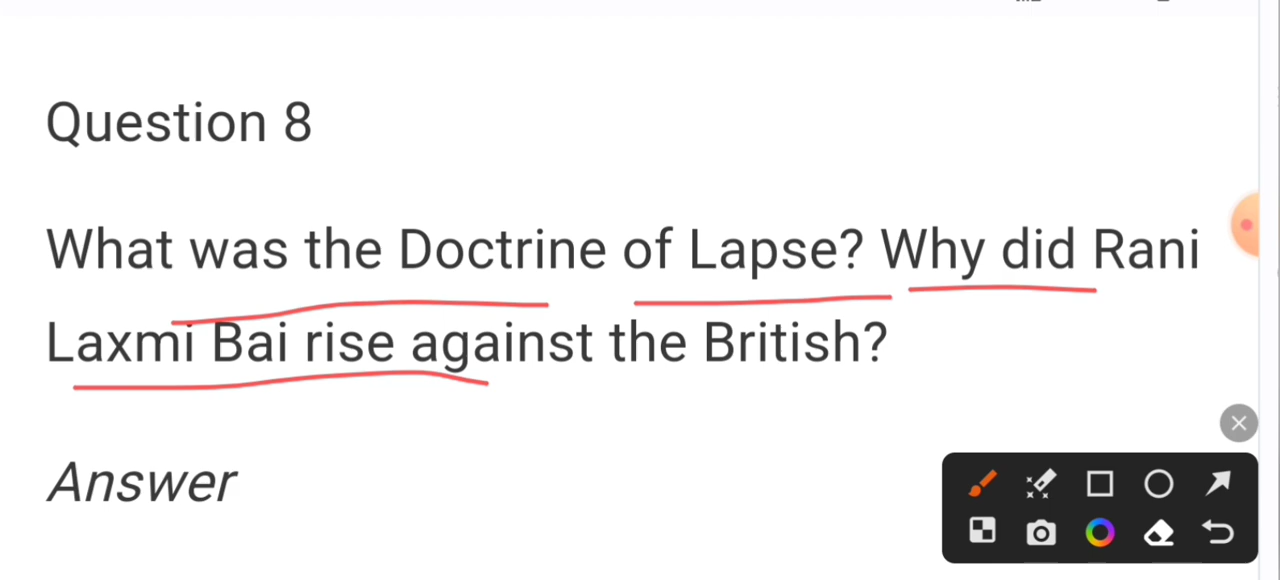 Question 8
What was the Doctrine of Lapse? Why did Rani
Laxmi Bai rise against the British?
Answer